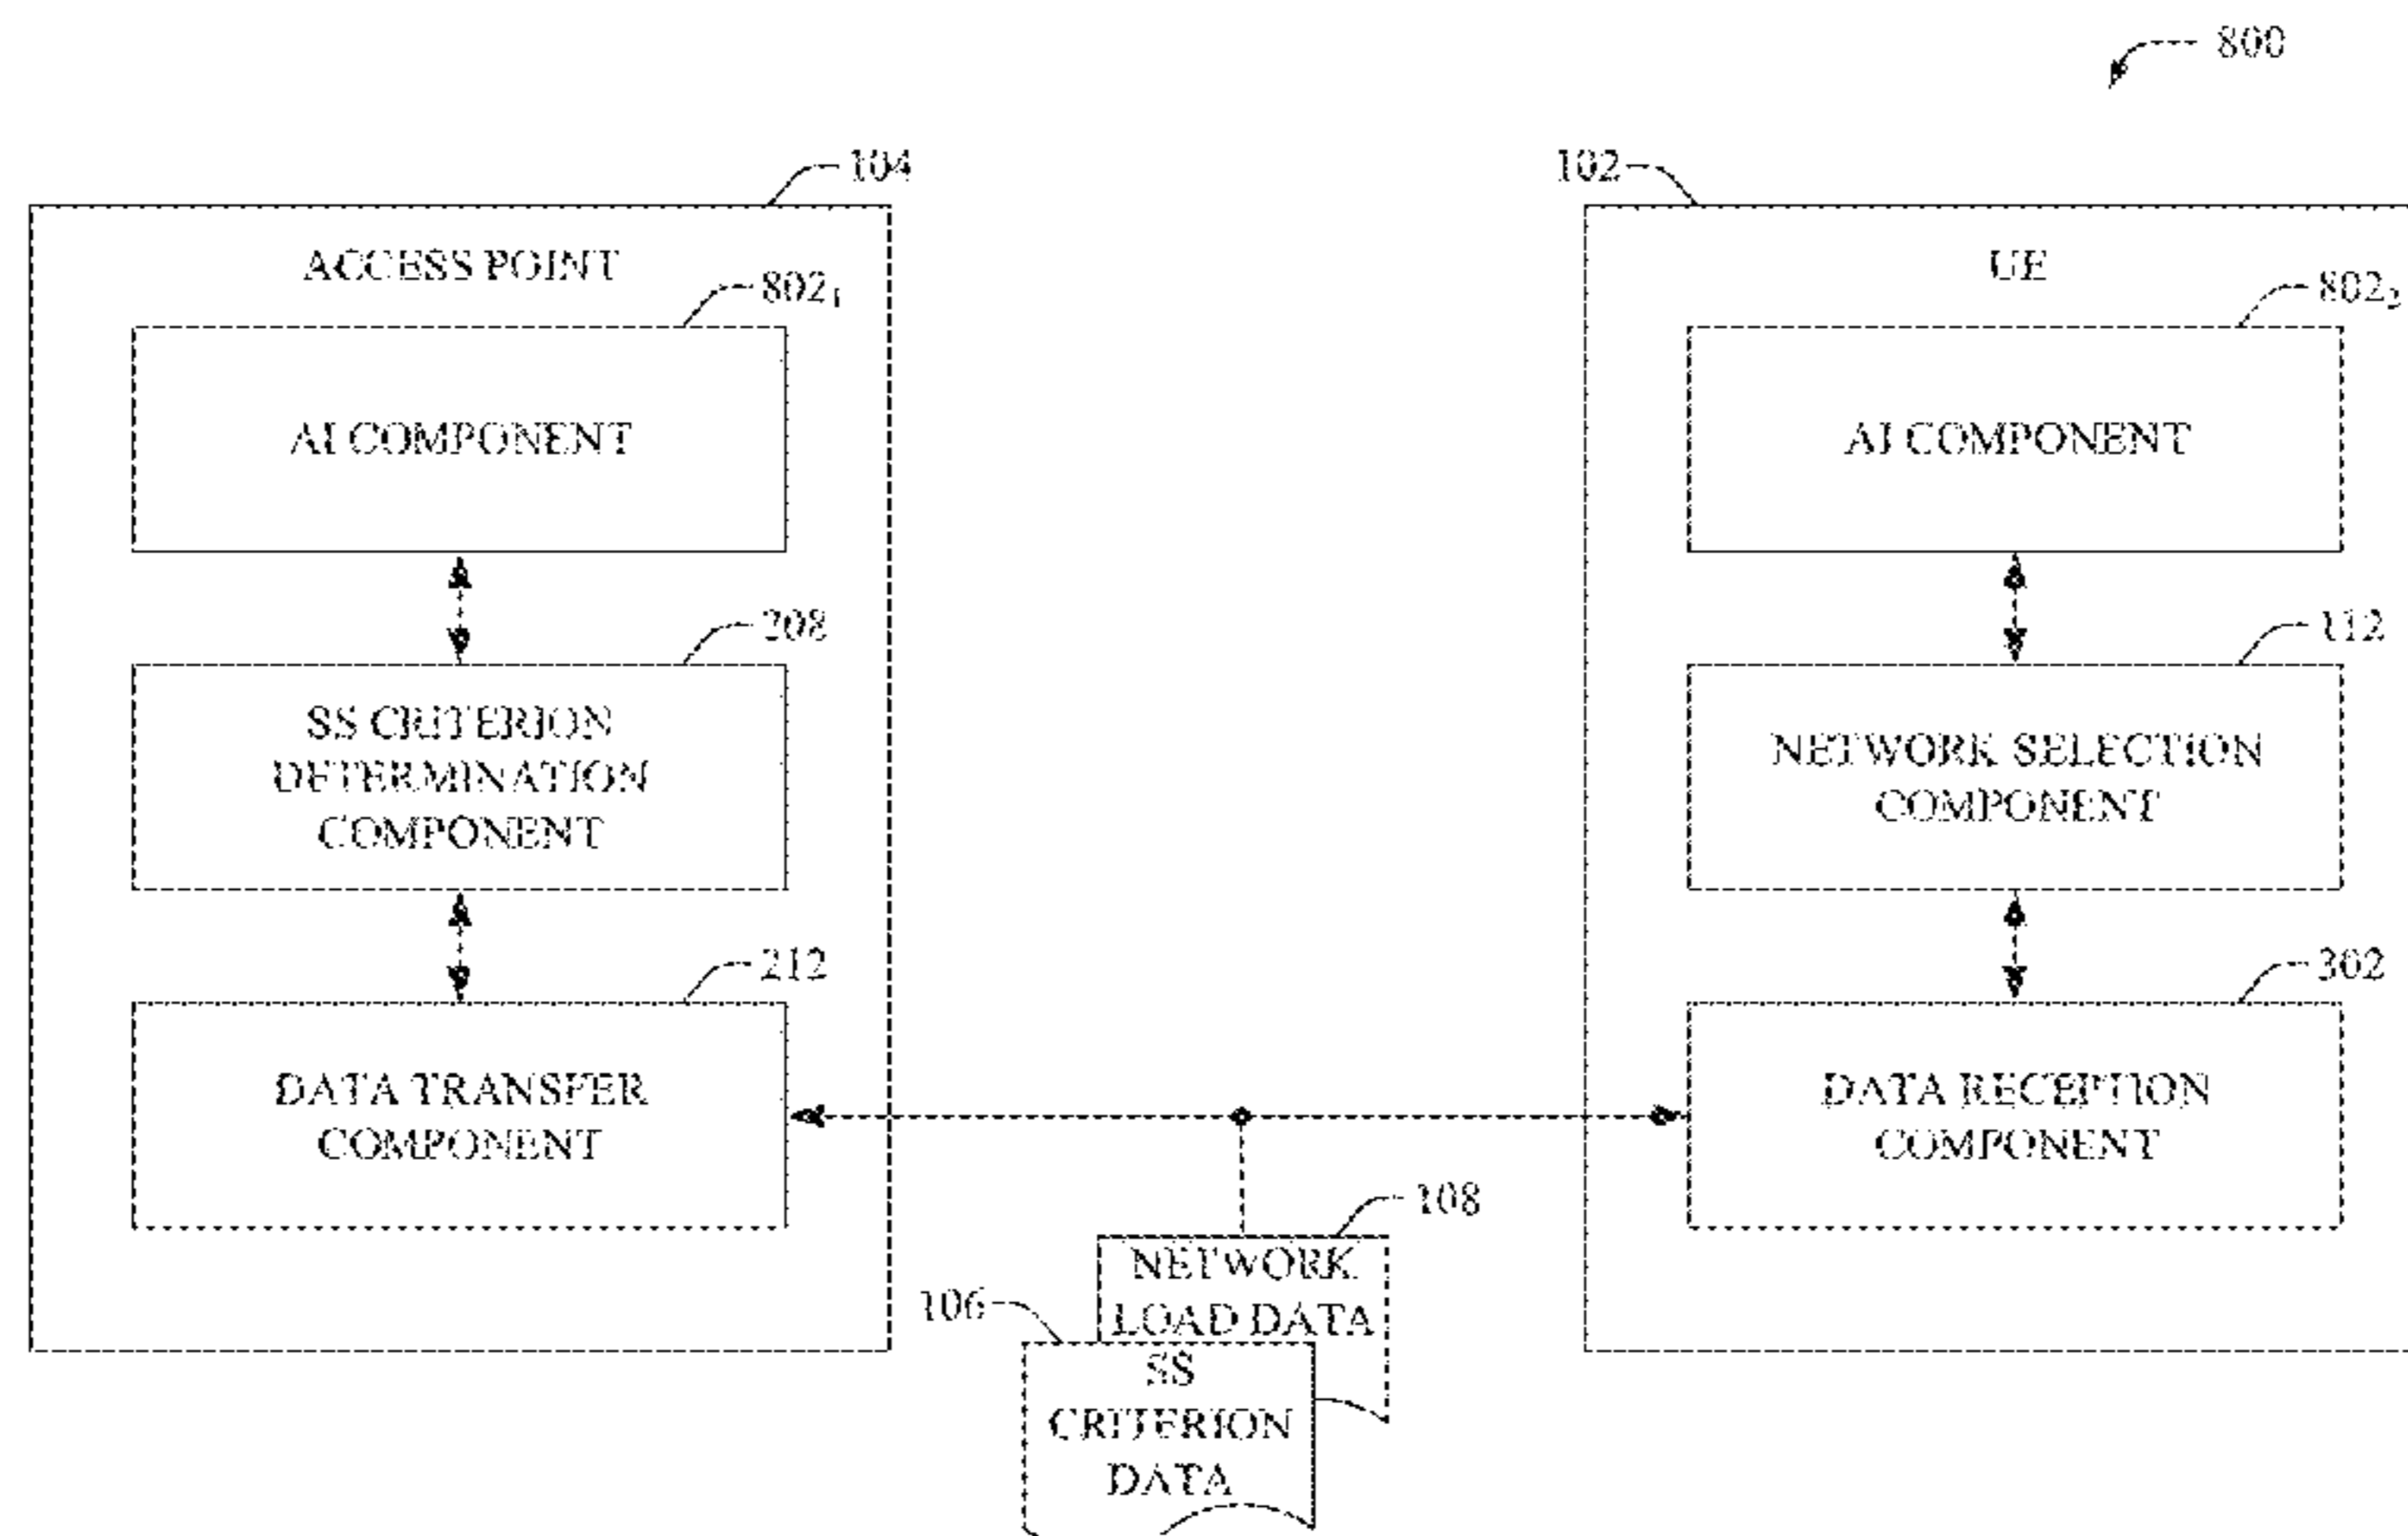 800
104
ACCESS POINT
802₁
AI COMPONENT
208
SS CRITERION
DETERMINATION
COMPONENT
212
DATA TRANSFER
COMPONENT
102
UE
802₂
AI COMPONENT
112
NETWORK SELECTION
COMPONENT
302
DATA RECEPTION
COMPONENT
108
NETWORK
LOAD DATA
106
SS
CRITERION
DATA